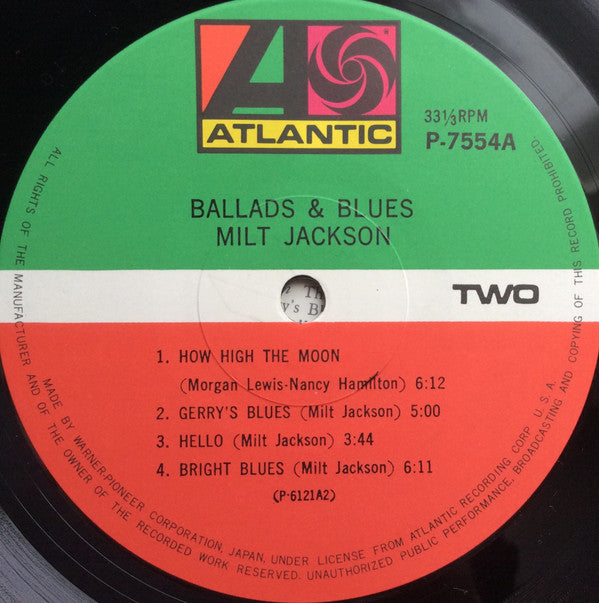 ATLANTIC
33⅓RPM
P-7554A
BALLADS & BLUES
MILT JACKSON
TWO
1. HOW HIGH THE MOON
(Morgan Lewis-Nancy Hamilton) 6:12
2. GERRY'S BLUES (Milt Jackson) 5:00
3. HELLO (Milt Jackson) 3:44
4. BRIGHT BLUES (Milt Jackson) 6:11
(P-6121A2)
MADE BY WARNER-PIONEER CORPORATION, JAPAN, UNDER LICENSE FROM ATLANTIC RECORDING CORP. U.S.A.
ALL RIGHTS OF THE MANUFACTURER AND OF THE OWNER OF THE RECORDED WORK RESERVED. UNAUTHORIZED PUBLIC PERFORMANCE, BROADCASTING AND COPYING OF THIS RECORD PROHIBITED.